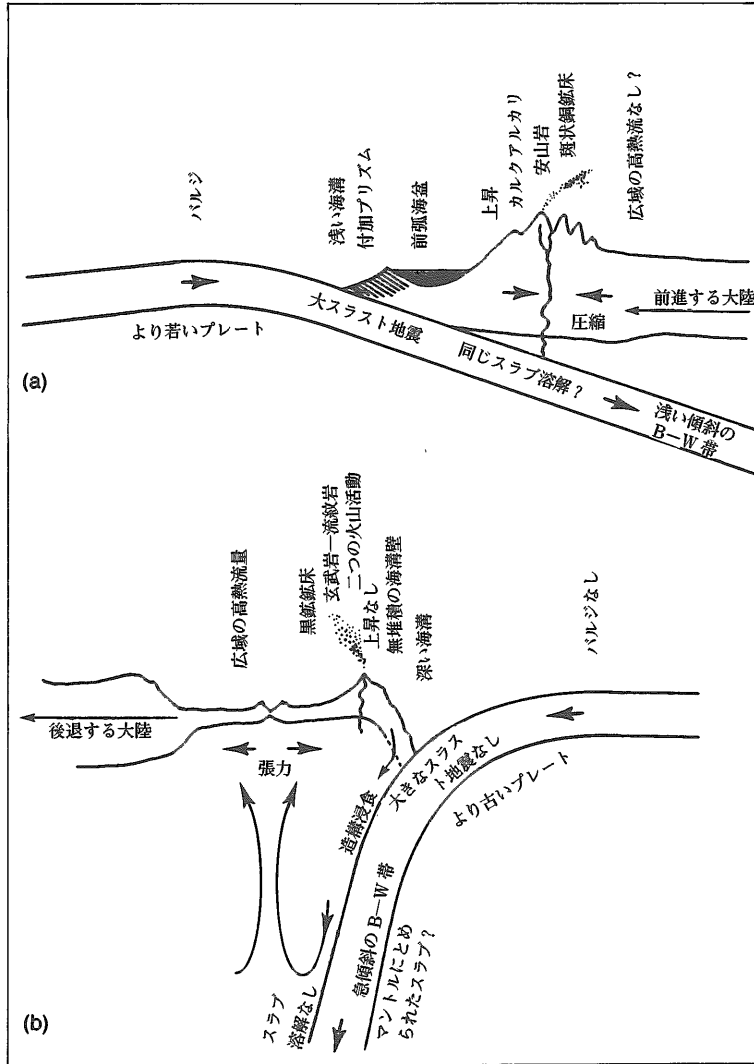 バルジ
浅い海溝
付加プリズム
前弧海盆
上昇
カルクアルカリ
安山岩
斑状銅鉱床
広域の高熱流なし?
前進する大陸
圧縮
大スラスト地震
より若いプレート
同じスラブ溶解?
浅い傾斜の
B−W帯
(a)
広域の高熱流量
黒鉱鉱床
玄武岩−流紋岩
二つの火山活動
上昇なし
無堆積の海溝壁
深い海溝
バルジなし
後退する大陸
張力
大きなスラス
ト地震なし
より古いプレート
造構浸食
急傾斜のB−W帯
マントルにとめ
られたスラブ?
スラブ
溶解なし
(b)